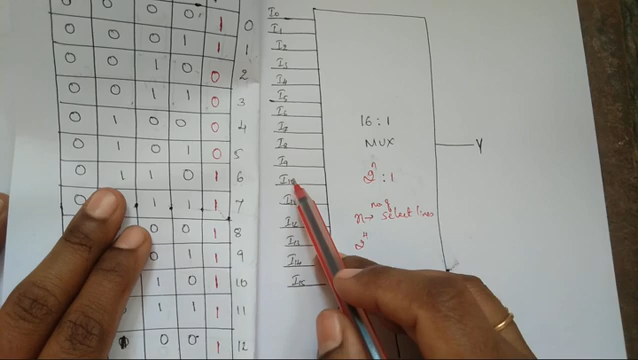 0 0 0 1 0
0 0 1 1 1
0 1 0 0 2
0 0 1 1 0 3
0 1 0 0 0 4
0 1 0 1 0 5
0 1 1 0 1 6
0 1 1 1 1 7
0 0 1 8
0 1 1 9
1 0 1 10
1 1 1 11
0 0 1 12
I0
I1
I2
I3
I4
I5
I6
I7
I8
I9
I10
I12
I13
I14
I15
16:1
MUX
2^n : 1
no of
n → select lines
2^4
Y